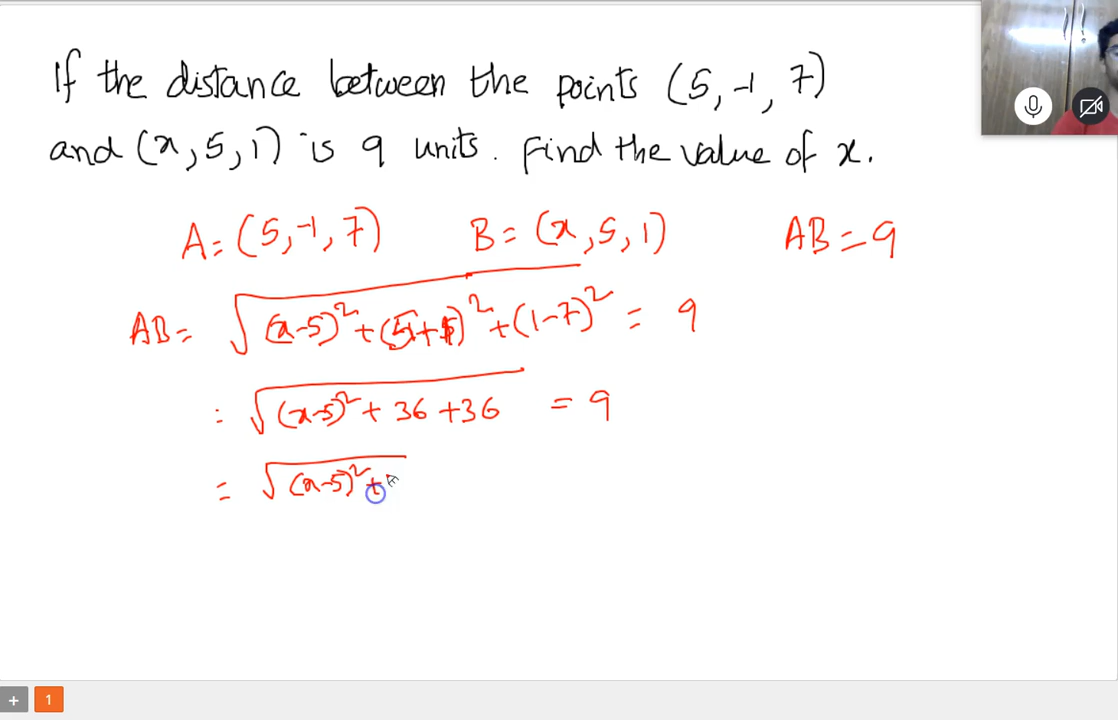 If the distance between the points (5, -1, 7)
and (x, 5, 1) is 9 units. Find the value of x.
A = (5, -1, 7) B = (x, 5, 1) AB = 9
AB = √(x-5)² + (5+1)² + (1-7)² = 9
= √(x-5)² + 36 + 36 = 9
= √(x-5)² +
+ 1